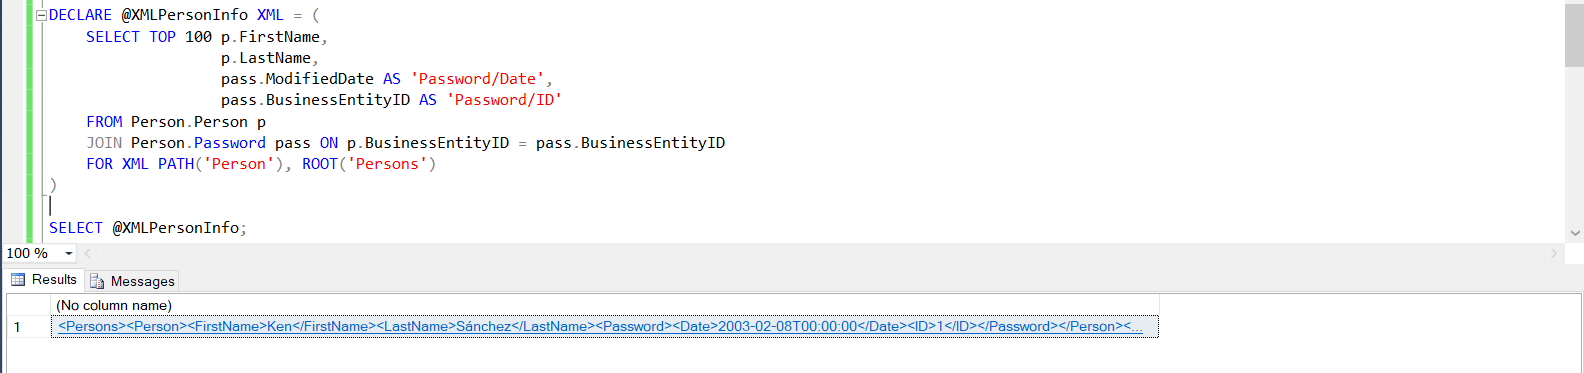 DECLARE @XMLPersonInfo XML = (
SELECT TOP 100 p.FirstName,
p.LastName,
pass.ModifiedDate AS 'Password/Date',
pass.BusinessEntityID AS 'Password/ID'
FROM Person.Person p
JOIN Person.Password pass ON p.BusinessEntityID = pass.BusinessEntityID
FOR XML PATH('Person'), ROOT('Persons')
)
SELECT @XMLPersonInfo;
100 %
Results Messages
(No column name)
1 <Persons><Person><FirstName>Ken</FirstName><LastName>Sánchez</LastName><Password><Date>2003-02-08T00:00:00</Date><ID>1</ID></Password></Person><...